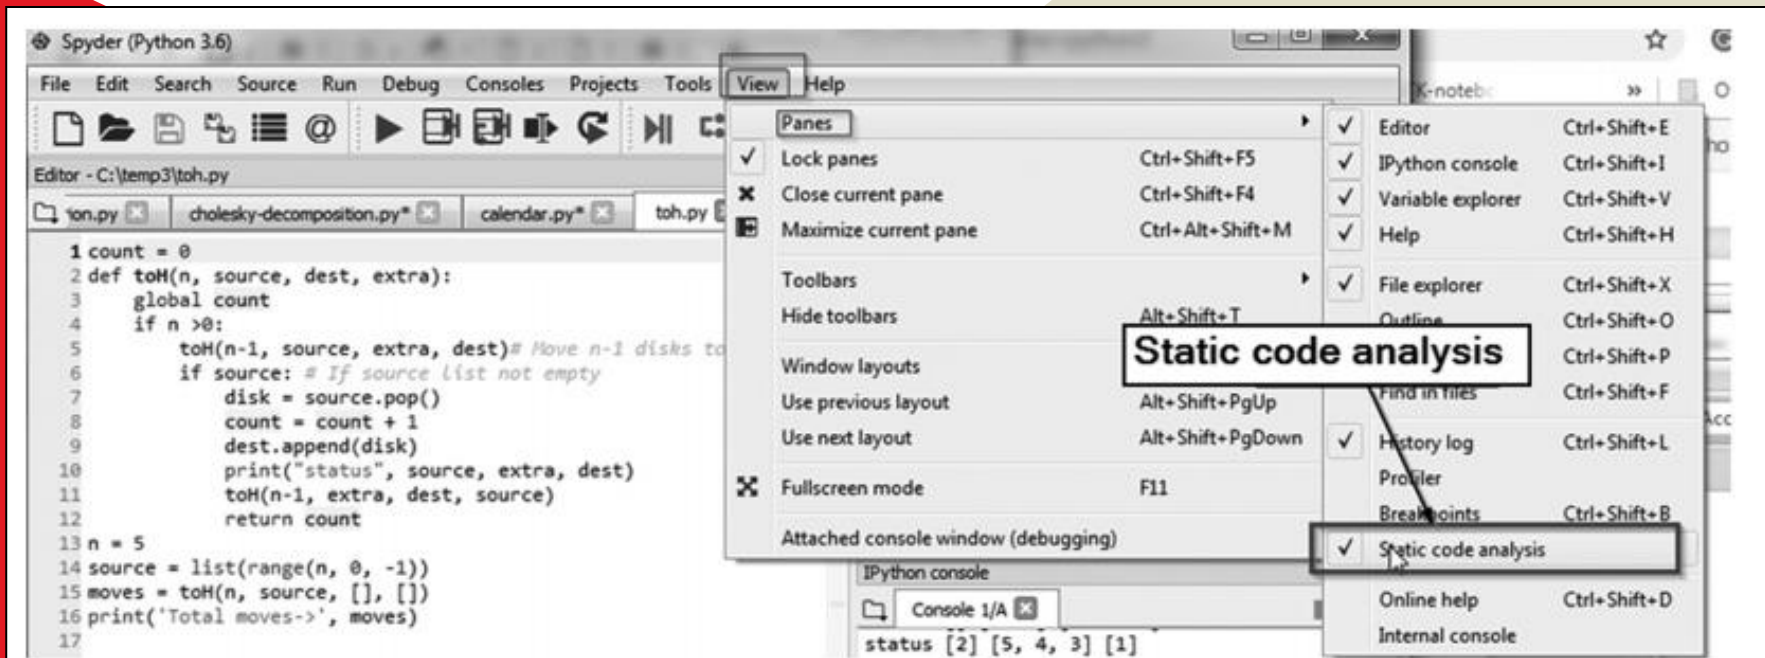 Spyder (Python 3.6)
File Edit Search Source Run Debug Consoles Projects Tools View Help
Editor - C:\temp3\toh.py
ion.py cholesky-decomposition.py* calendar.py* toh.py
1 count = 0
2 def toH(n, source, dest, extra):
3 global count
4 if n >0:
5 toH(n-1, source, extra, dest)# Move n-1 disks to
6 if source: # If source list not empty
7 disk = source.pop()
8 count = count + 1
9 dest.append(disk)
10 print("status", source, extra, dest)
11 toH(n-1, extra, dest, source)
12 return count
13 n = 5
14 source = list(range(n, 0, -1))
15 moves = toH(n, source, [], [])
16 print('Total moves->', moves)
17
Panes
Lock panes Ctrl+Shift+F5
Close current pane Ctrl+Shift+F4
Maximize current pane Ctrl+Alt+Shift+M
Toolbars
Hide toolbars Alt+Shift+T
Window layouts
Use previous layout Alt+Shift+PgUp
Use next layout Alt+Shift+PgDown
Fullscreen mode F11
Attached console window (debugging)
Editor Ctrl+Shift+E
IPython console Ctrl+Shift+I
Variable explorer Ctrl+Shift+V
Help Ctrl+Shift+H
File explorer Ctrl+Shift+X
Outline Ctrl+Shift+O
Ctrl+Shift+P
Find in files Ctrl+Shift+F
History log Ctrl+Shift+L
Profiler
Breakpoints Ctrl+Shift+B
Static code analysis
Online help Ctrl+Shift+D
Internal console
Static code analysis
IPython console
Console 1/A
status [2] [5, 4, 3] [1]